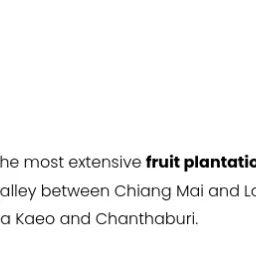 he most extensive fruit plantatio
alley between Chiang Mai and Lo
a Kaeo and Chanthaburi.